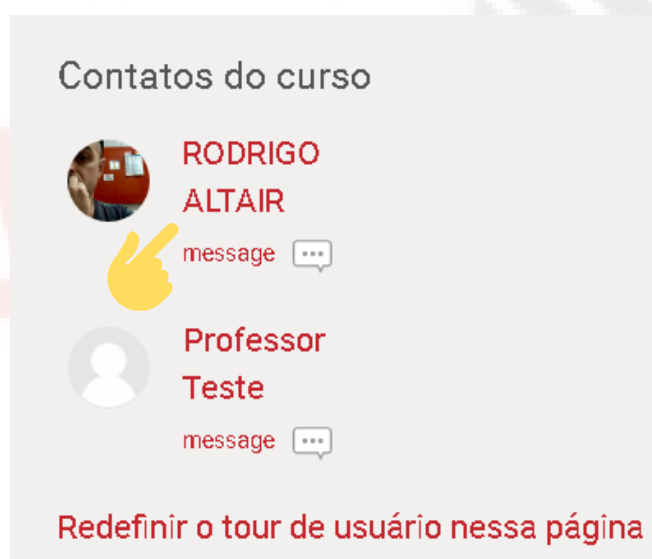 Contatos do curso
RODRIGO
ALTAIR
message
Professor
Teste
message
Redefinir o tour de usuário nessa página